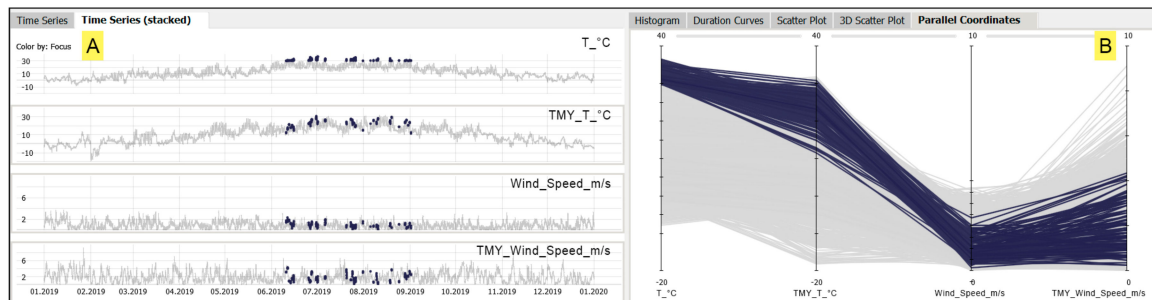 Time Series Time Series (stacked)
Color by: Focus A T_°C
30
10
-10
TMY_T_°C
30
10
-10
Wind_Speed_m/s
6
2
TMY_Wind_Speed_m/s
6
2
01.2019 02.2019 03.2019 04.2019 05.2019 06.2019 07.2019 08.2019 09.2019 10.2019 11.2019 12.2019 01.2020
Histogram Duration Curves Scatter Plot 3D Scatter Plot Parallel Coordinates
40 40 10 B 10
-20 -20 0 0
T_°C TMY_T_°C Wind_Speed_m/s TMY_Wind_Speed_m/s